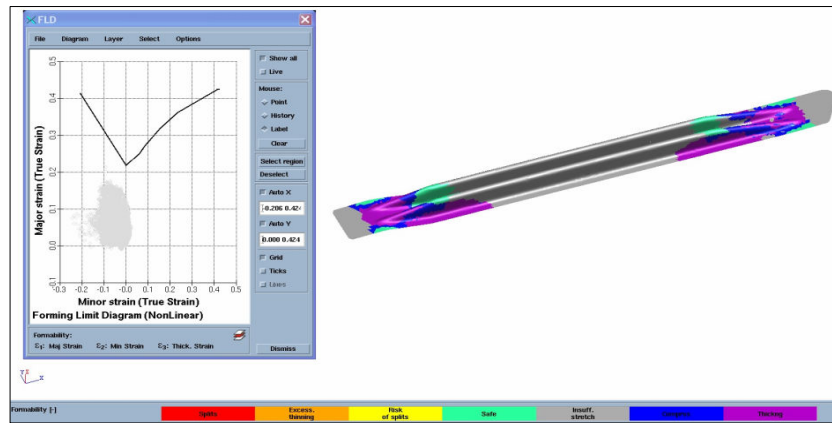 FLD
File Diagram Layer Select Options
Show all
Live
Mouse:
Point
History
Label
Clear
Select region
Deselect
Auto X
-0.206 0.424
Auto Y
0.000 0.424
Grid
Ticks
Lines
Dismiss
Major strain (True Strain)
0.5
0.4
0.3
0.2
0.1
0.0
-0.1
-0.3 -0.2 -0.1 -0.0 0.1 0.2 0.3 0.4 0.5
Minor strain (True Strain)
Forming Limit Diagram (NonLinear)
Formability:
ε1: Maj Strain ε2: Min Strain ε3: Thick. Strain
Z Y X
Formability [-]
Splits
Excess. thinning
Risk of splits
Safe
Insuff. stretch